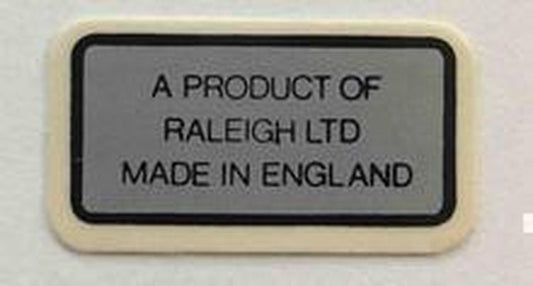 A PRODUCT OF
RALEIGH LTD
MADE IN ENGLAND